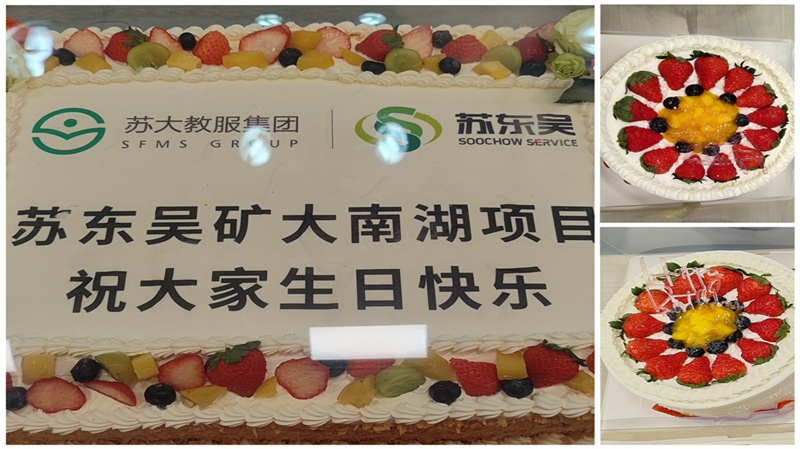 苏大教服集团
SFMS GROUP
苏东吴
SOOCHOW SERVICE
苏东吴矿大南湖项目
祝大家生日快乐